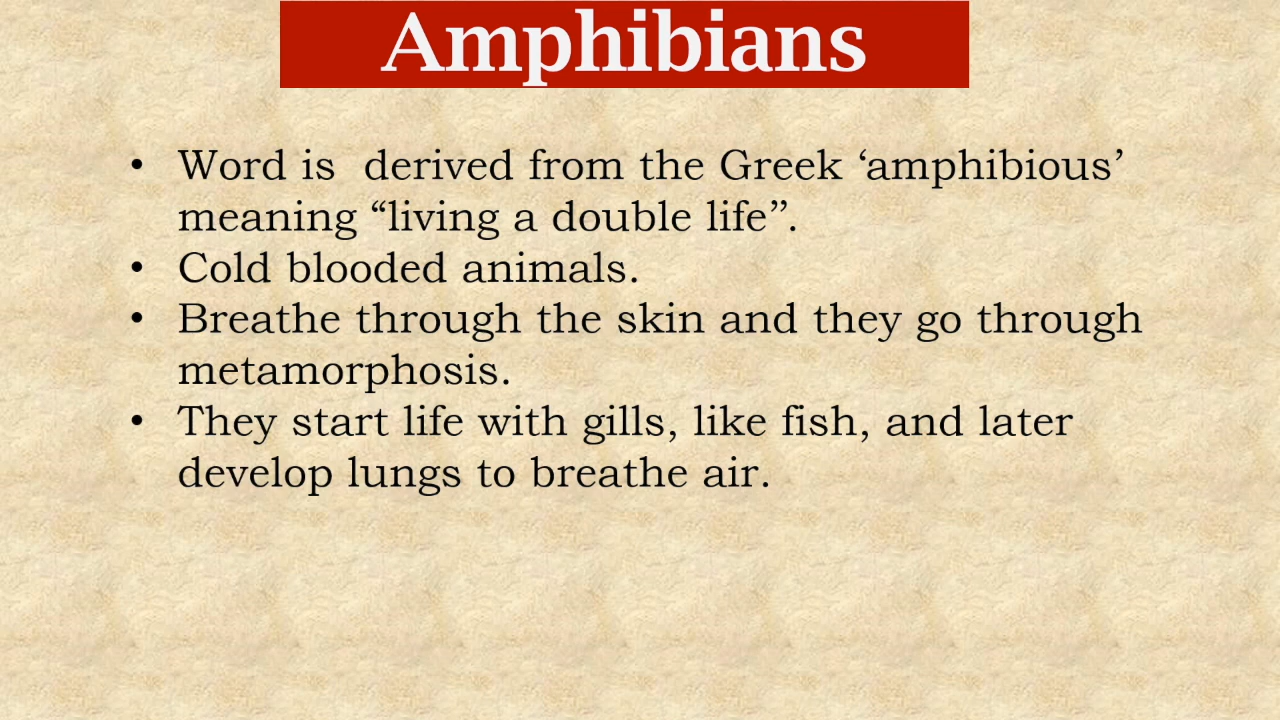 Amphibians
• Word is  derived from the Greek ‘amphibious’
meaning “living a double life”.
• Cold blooded animals.
• Breathe through the skin and they go through
metamorphosis.
• They start life with gills, like fish, and later
develop lungs to breathe air.